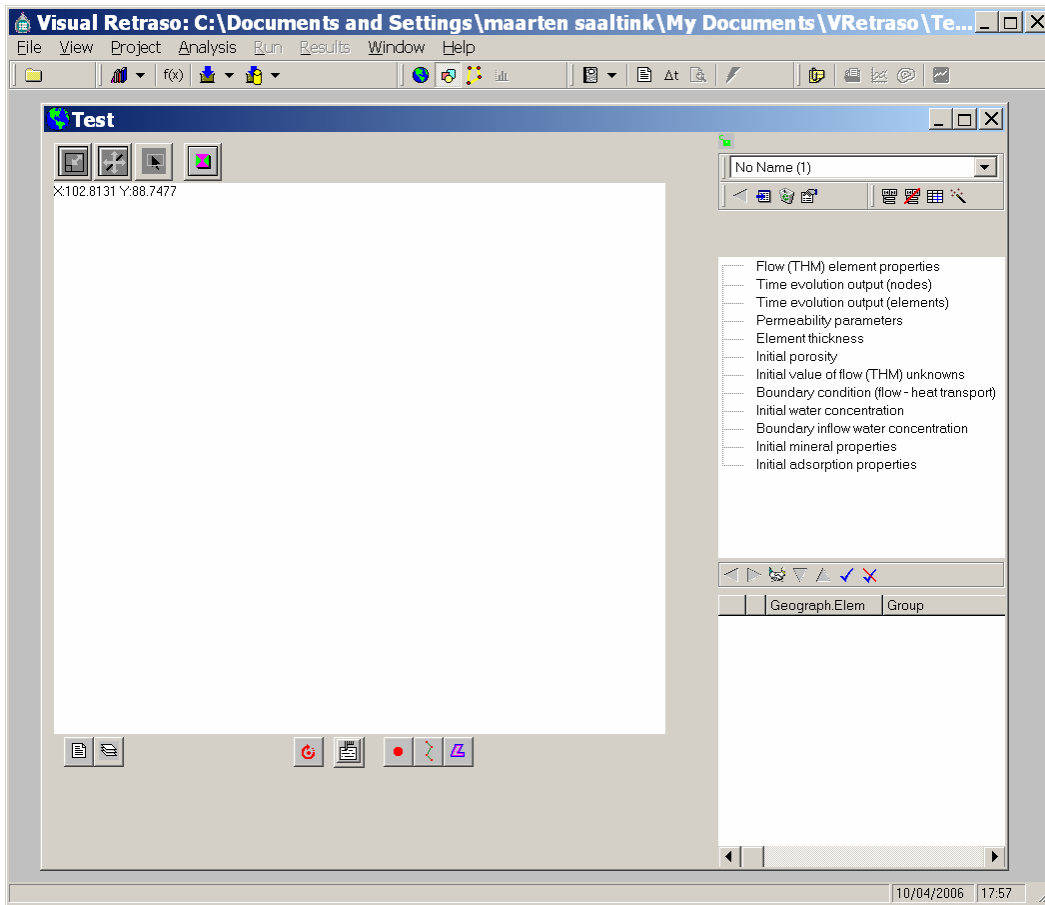 Visual Retraso: C:\Documents and Settings\maarten saaltink\My Documents\VRetraso\Te...
File View Project Analysis Run Results Window Help
f(x) Δt
Test
No Name (1)
X:102.8131 Y:88.7477
Flow (THM) element properties
Time evolution output (nodes)
Time evolution output (elements)
Permeability parameters
Element thickness
Initial porosity
Initial value of flow (THM) unknowns
Boundary condition (flow - heat transport)
Initial water concentration
Boundary inflow water concentration
Initial mineral properties
Initial adsorption properties
Geograph.Elem Group
10/04/2006 17:57